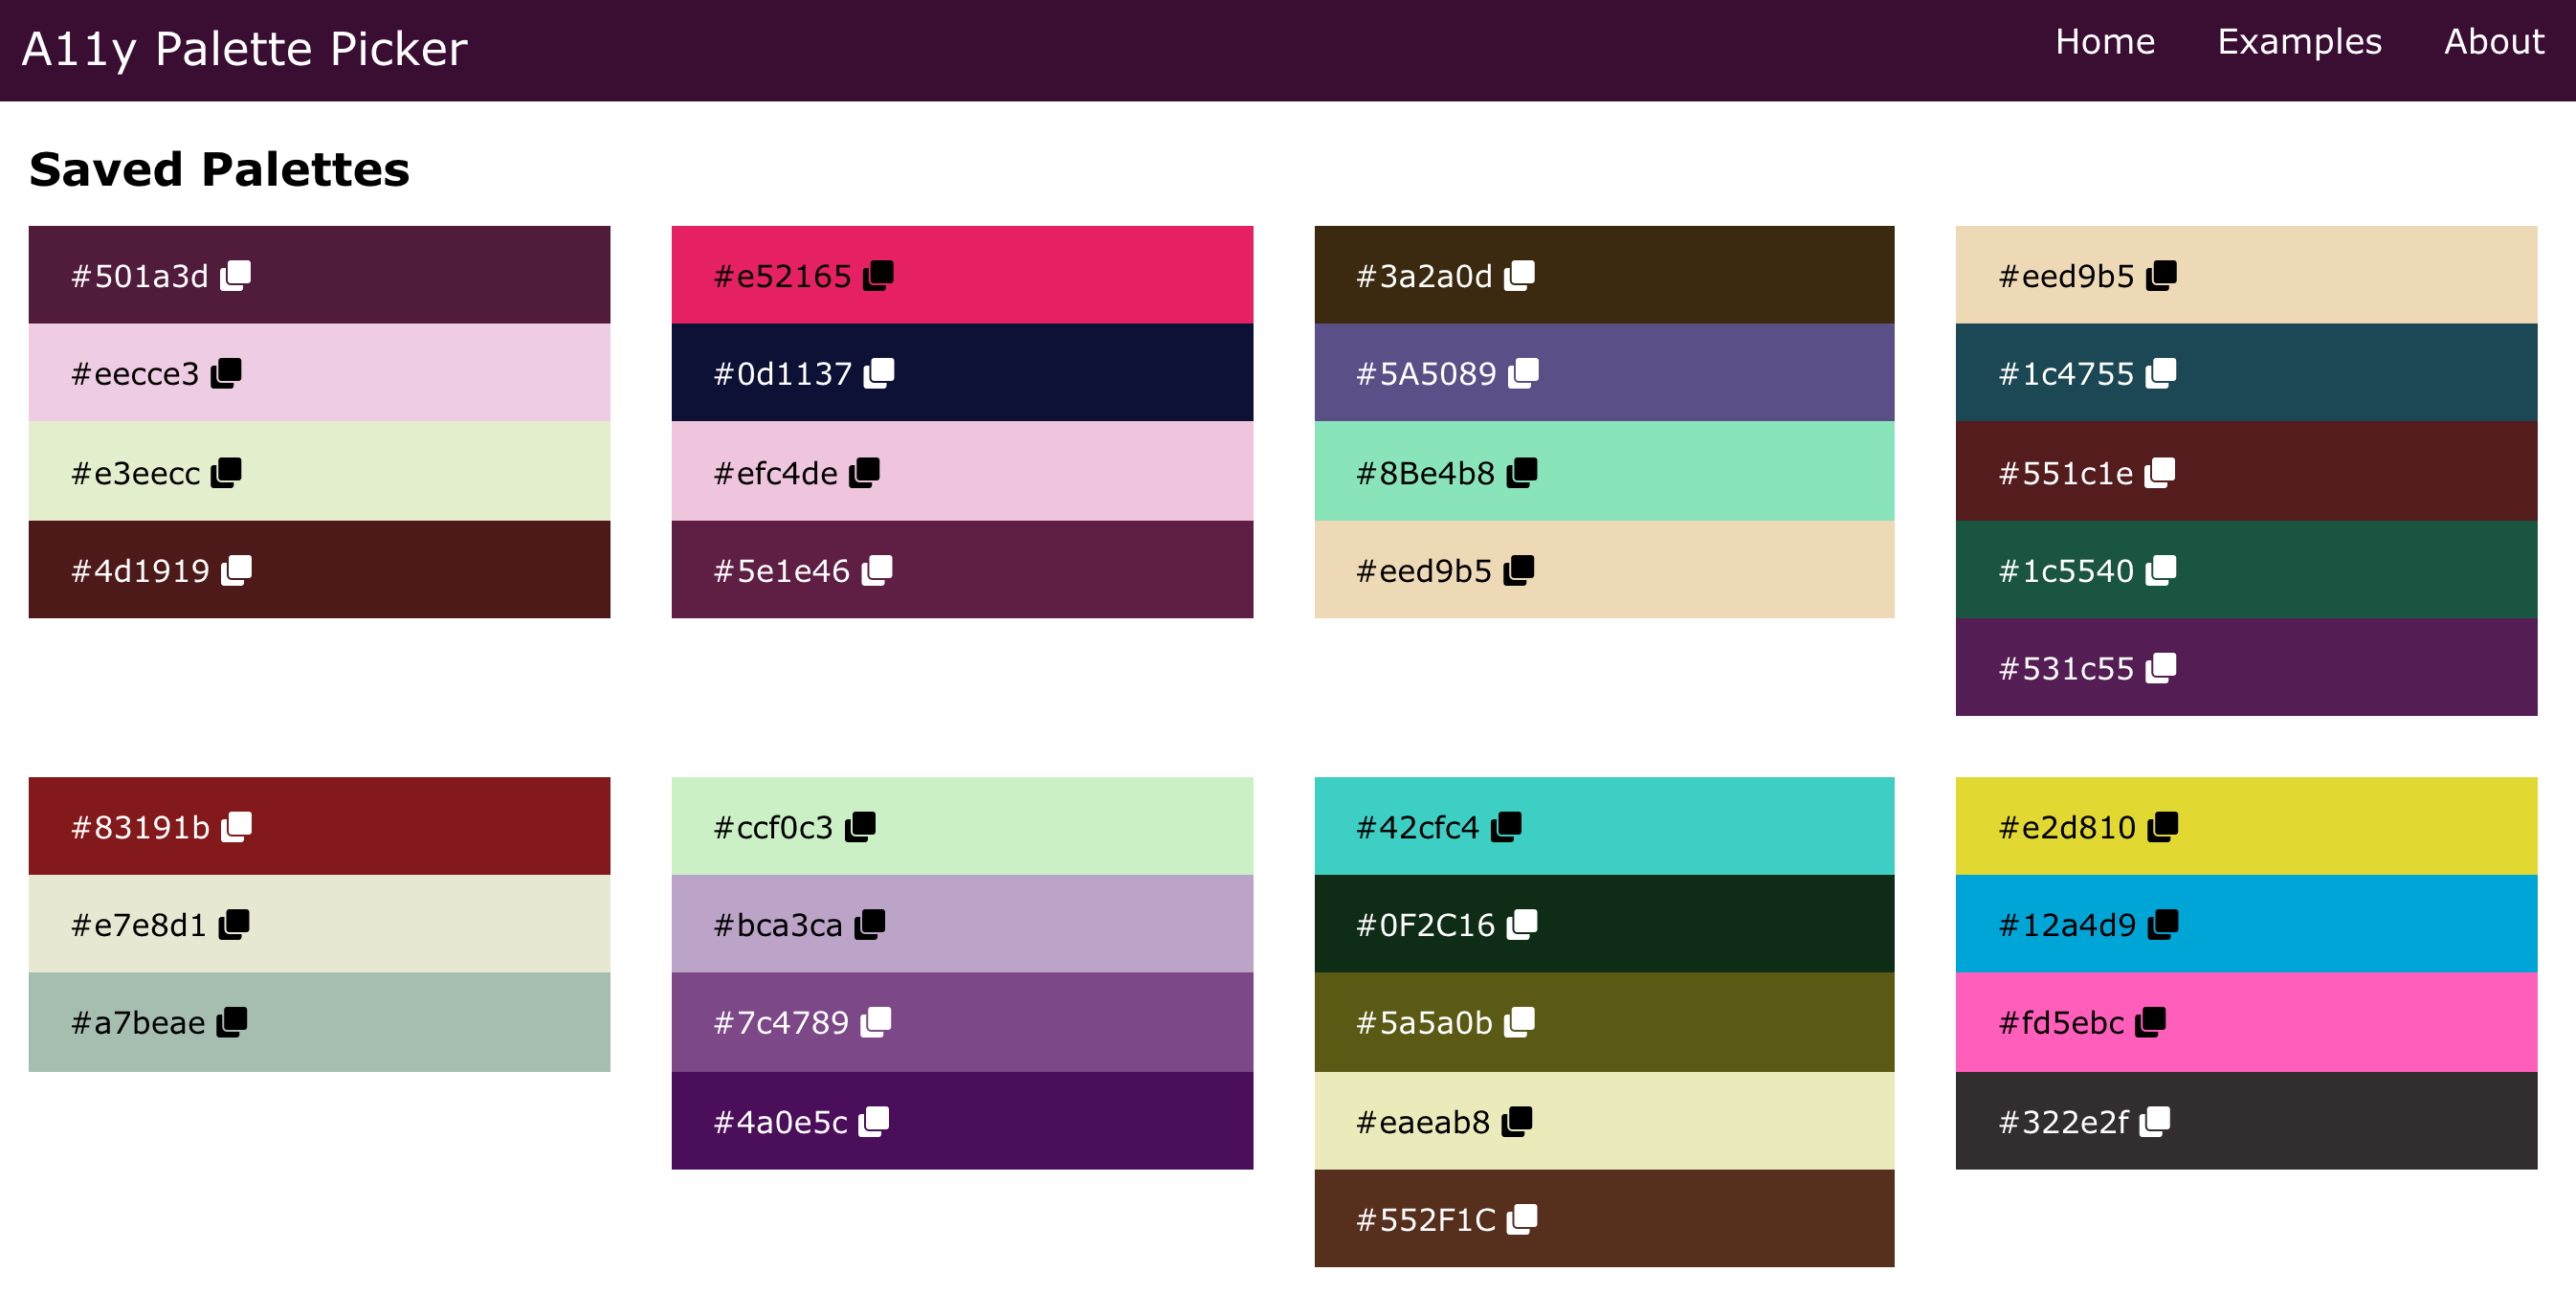 A11y Palette Picker
Home Examples About
Saved Palettes
#501a3d
#eecce3
#e3eecc
#4d1919
#e52165
#0d1137
#efc4de
#5e1e46
#3a2a0d
#5A5089
#8Be4b8
#eed9b5
#eed9b5
#1c4755
#551c1e
#1c5540
#531c55
#83191b
#e7e8d1
#a7beae
#ccf0c3
#bca3ca
#7c4789
#4a0e5c
#42cfc4
#0F2C16
#5a5a0b
#eaeab8
#552F1C
#e2d810
#12a4d9
#fd5ebc
#322e2f